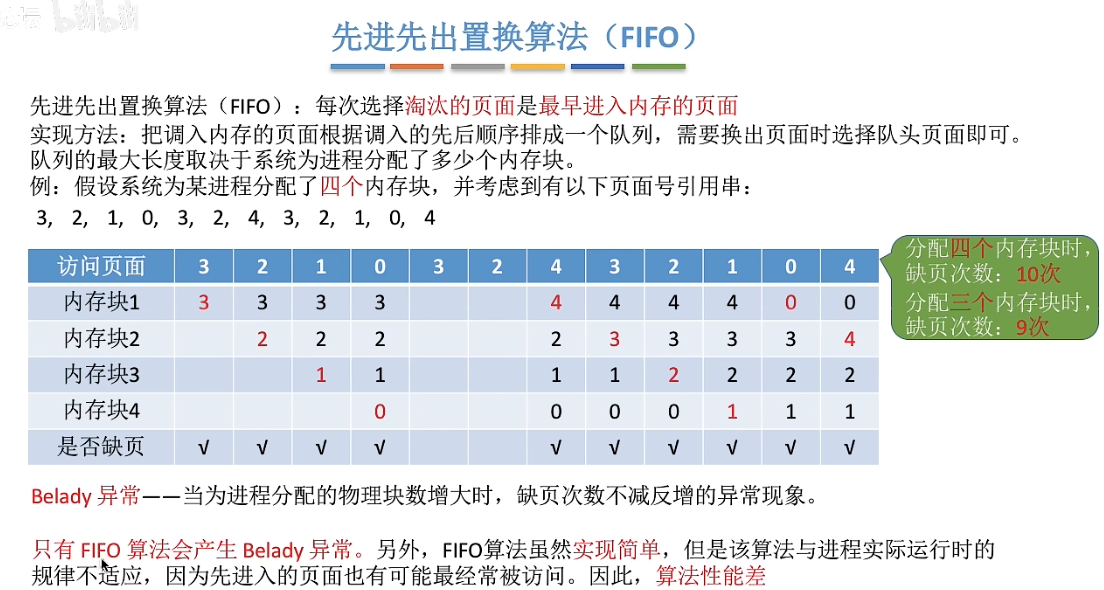 bilibili
先进先出置换算法（FIFO）
先进先出置换算法（FIFO）：每次选择淘汰的页面是最早进入内存的页面
实现方法：把调入内存的页面根据调入的先后顺序排成一个队列，需要换出页面时选择队头页面即可。
队列的最大长度取决于系统为进程分配了多少个内存块。
例：假设系统为某进程分配了四个内存块，并考虑到有以下页面号引用串：
3, 2, 1, 0, 3, 2, 4, 3, 2, 1, 0, 4
访问页面 3 2 1 0 3 2 4 3 2 1 0 4
内存块1 3 3 3 3 4 4 4 4 0 0
内存块2 2 2 2 2 3 3 3 3 4
内存块3 1 1 1 1 2 2 2 2
内存块4 0 0 0 0 1 1 1
是否缺页 √ √ √ √ √ √ √ √ √ √
分配四个内存块时，
缺页次数：10次
分配三个内存块时，
缺页次数：9次
Belady 异常——当为进程分配的物理块数增大时，缺页次数不减反增的异常现象。
只有 FIFO 算法会产生 Belady 异常。另外，FIFO算法虽然实现简单，但是该算法与进程实际运行时的
规律不适应，因为先进入的页面也有可能最经常被访问。因此，算法性能差